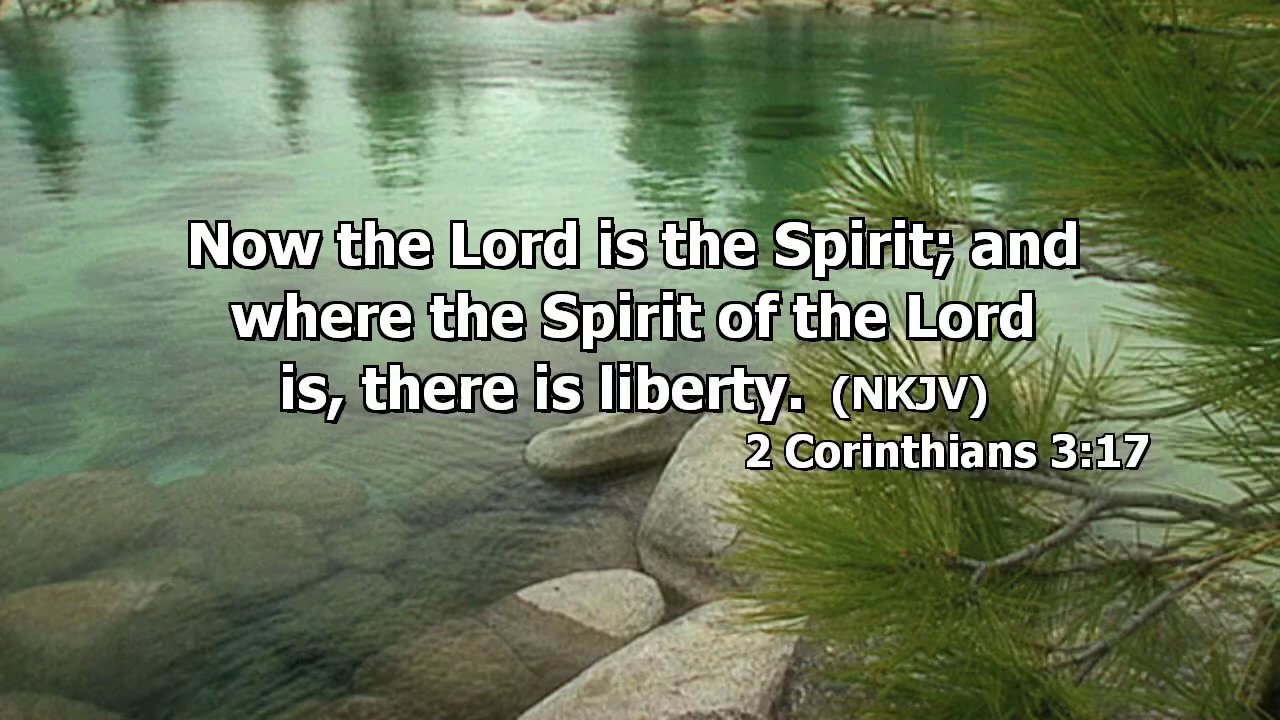 Now the Lord is the Spirit; and
where the Spirit of the Lord
is, there is liberty. (NKJV)
2 Corinthians 3:17